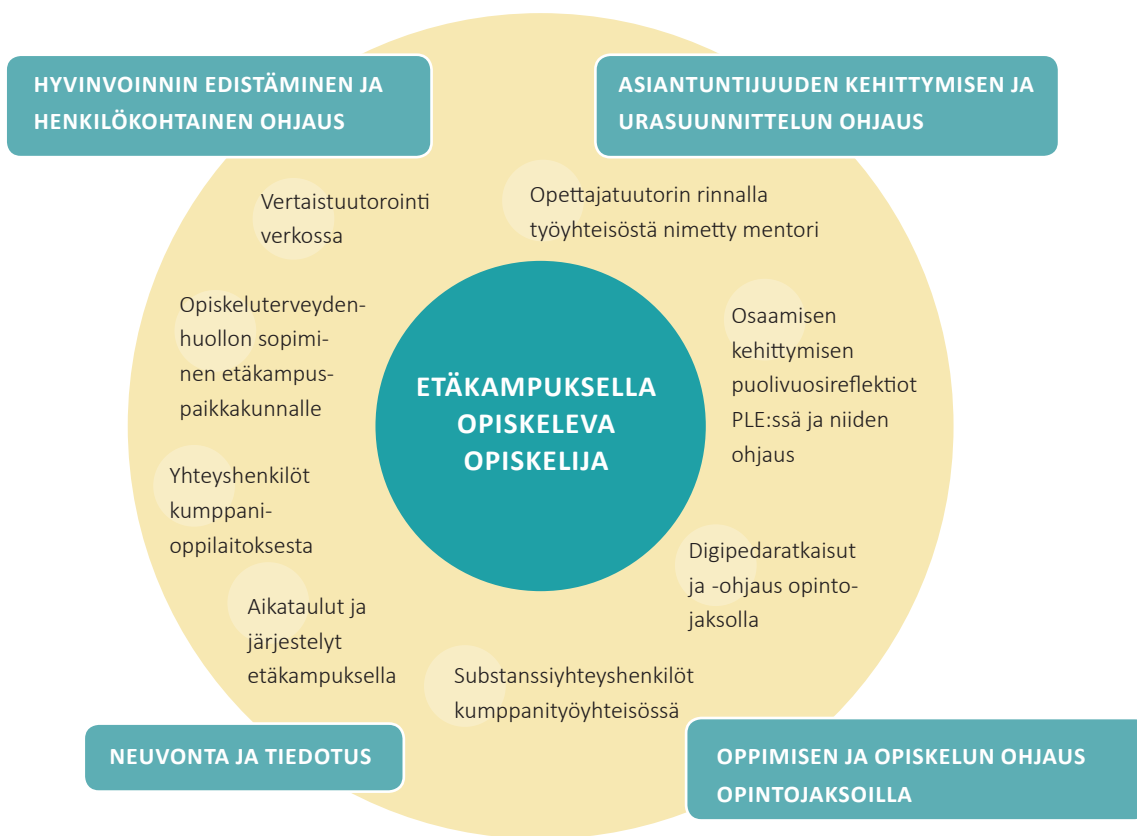 HYVINVOINNIN EDISTÄMINEN JA
HENKILÖKOHTAINEN OHJAUS
ASIANTUNTIJUUDEN KEHITTYMISEN JA
URASUUNNITTELUN OHJAUS
Vertaistuutorointi
verkossa
Opettajatuutorin rinnalla
työyhteisöstä nimetty mentori
Opiskeluterveyden-
huollon sopimi-
nen etäkampus-
paikkakunnalle
Osaamisen
kehittymisen
puolivuosireflektiot
PLE:ssä ja niiden
ohjaus
ETÄKAMPUKSELLA
OPISKELEVA
OPISKELIJA
Yhteyshenkilöt
kumppani-
oppilaitoksesta
Digipedaratkaisut
ja -ohjaus opinto-
jaksolla
Aikataulut ja
järjestelyt
etäkampuksella
Substanssiyhteyshenkilöt
kumppanityöyhteisössä
NEUVONTA JA TIEDOTUS
OPPIMISEN JA OPISKELUN OHJAUS
OPINTOJAKSOILLA